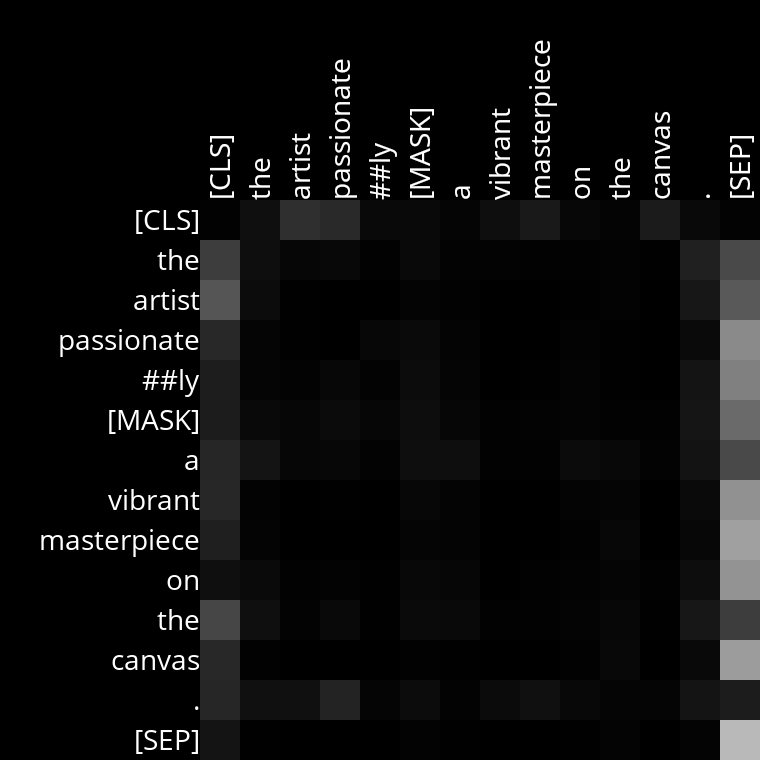 [CLS] the artist passionate ##ly [MASK] a vibrant masterpiece on the canvas . [SEP]
[CLS]
the
artist
passionate
##ly
[MASK]
a
vibrant
masterpiece
on
the
canvas
.
[SEP]